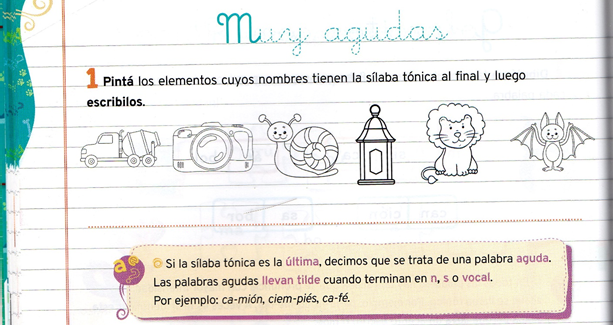 Muy agudas
1 Pintá los elementos cuyos nombres tienen la sílaba tónica al final y luego
escribilos.
a
Si la sílaba tónica es la última, decimos que se trata de una palabra aguda.
Las palabras agudas llevan tilde cuando terminan en n, s o vocal.
Por ejemplo: ca-mión, ciem-piés, ca-fé.